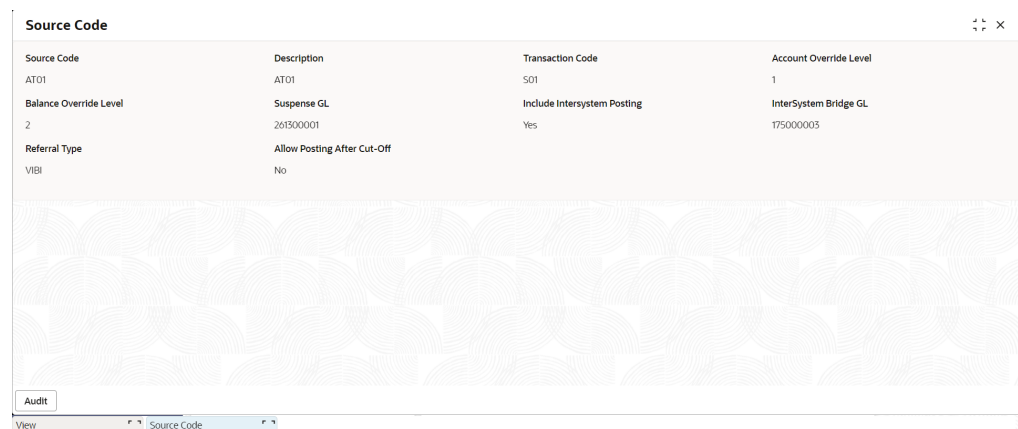 Source Code
Source Code Description Transaction Code Account Override Level
AT01 AT01 S01 1
Balance Override Level Suspense GL Include Intersystem Posting InterSystem Bridge GL
2 261300001 Yes 175000003
Referral Type Allow Posting After Cut-Off
VIBI No
Audit
View Source Code